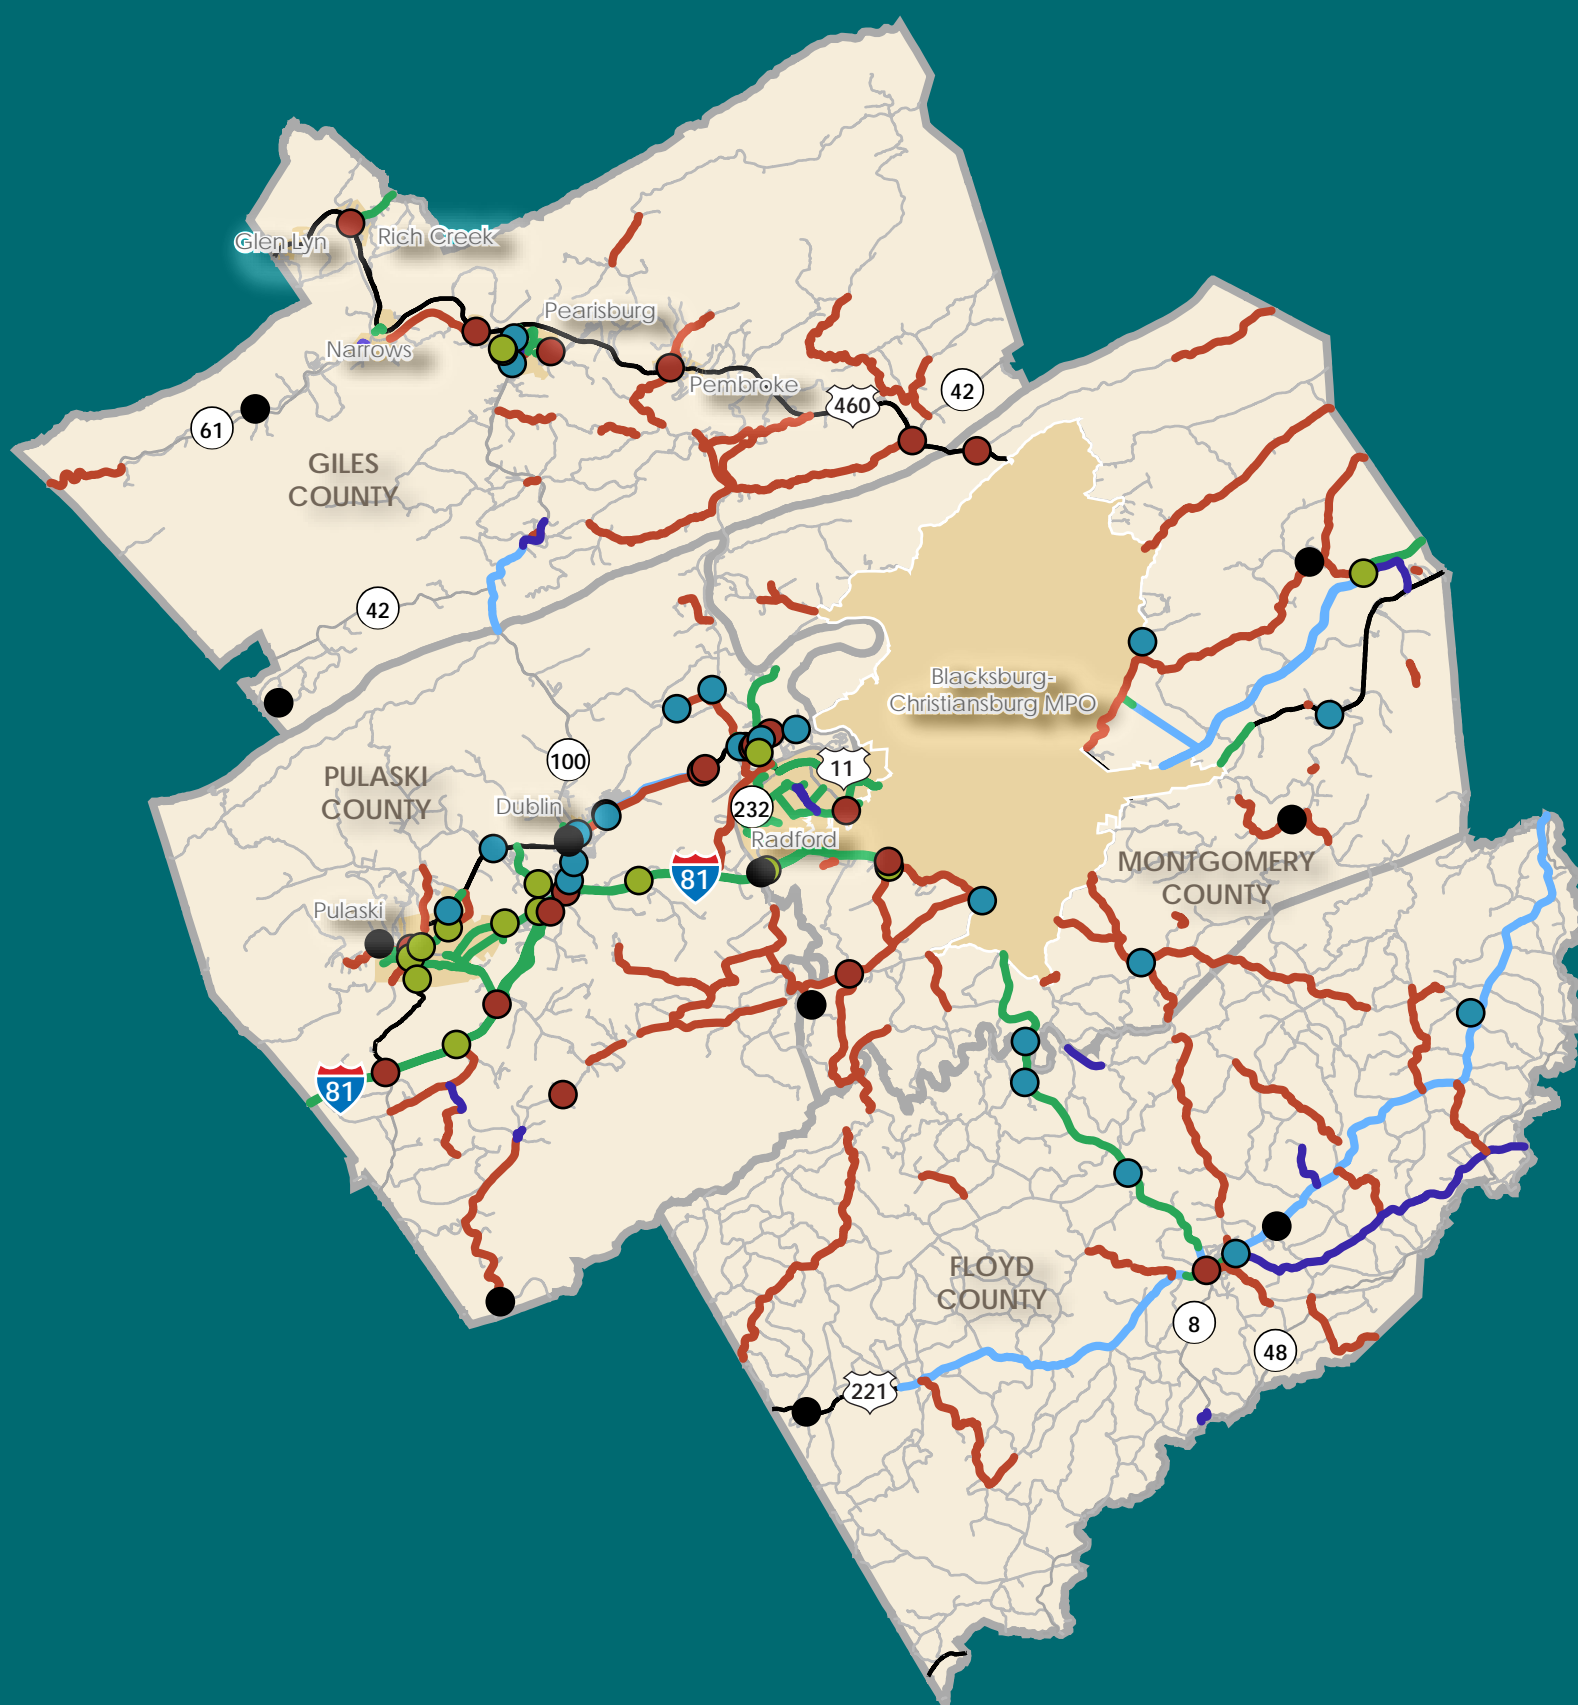 Glen Lyn
Rich Creek
Pearisburg
Narrows
Pembroke
460
42
61
GILES
COUNTY
42
Blacksburg-
Christiansburg MPO
100
11
PULASKI
COUNTY
Dublin
232
Radford
81
MONTGOMERY
COUNTY
Pulaski
81
FLOYD
COUNTY
8
48
221